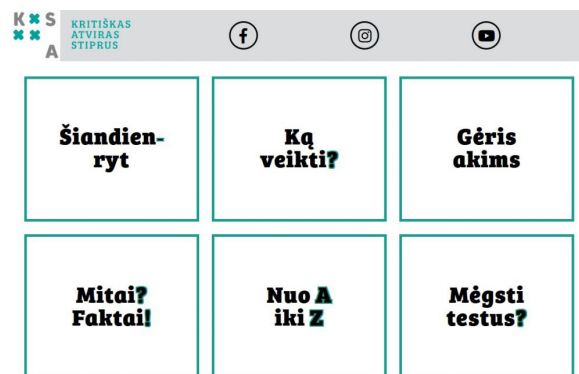 K S
A
KRITIŠKAS
ATVIRAS
STIPRUS
Šiandien-
ryt
Ką
veikti?
Gėris
akims
Mitai?
Faktai!
Nuo A
iki Z
Mėgsti
testus?